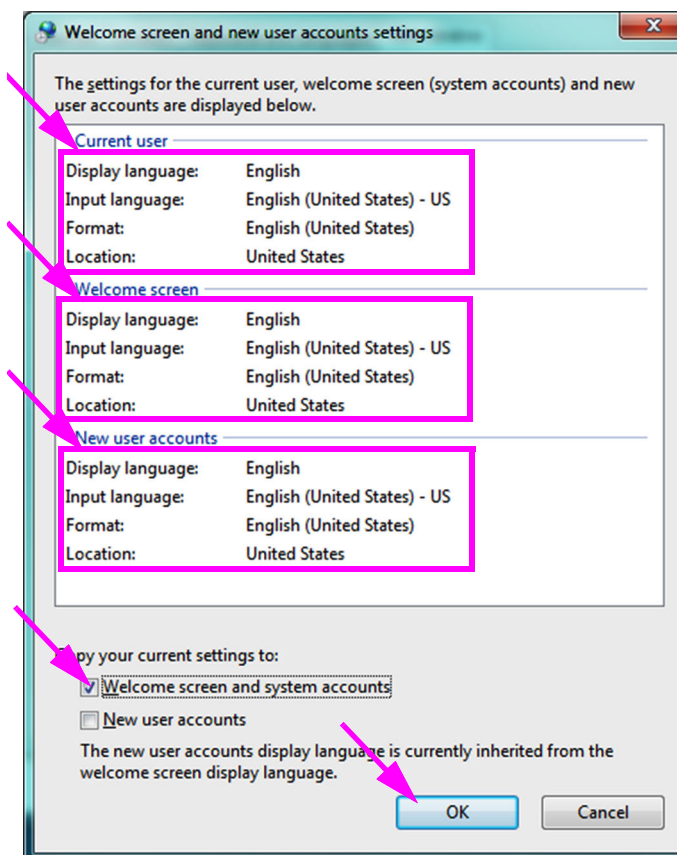 Welcome screen and new user accounts settings
The settings for the current user, welcome screen (system accounts) and new
user accounts are displayed below.
Current user
Display language: English
Input language: English (United States) - US
Format: English (United States)
Location: United States
Welcome screen
Display language: English
Input language: English (United States) - US
Format: English (United States)
Location: United States
New user accounts
Display language: English
Input language: English (United States) - US
Format: English (United States)
Location: United States
Copy your current settings to:
Welcome screen and system accounts
New user accounts
The new user accounts display language is currently inherited from the
welcome screen display language.
OK Cancel